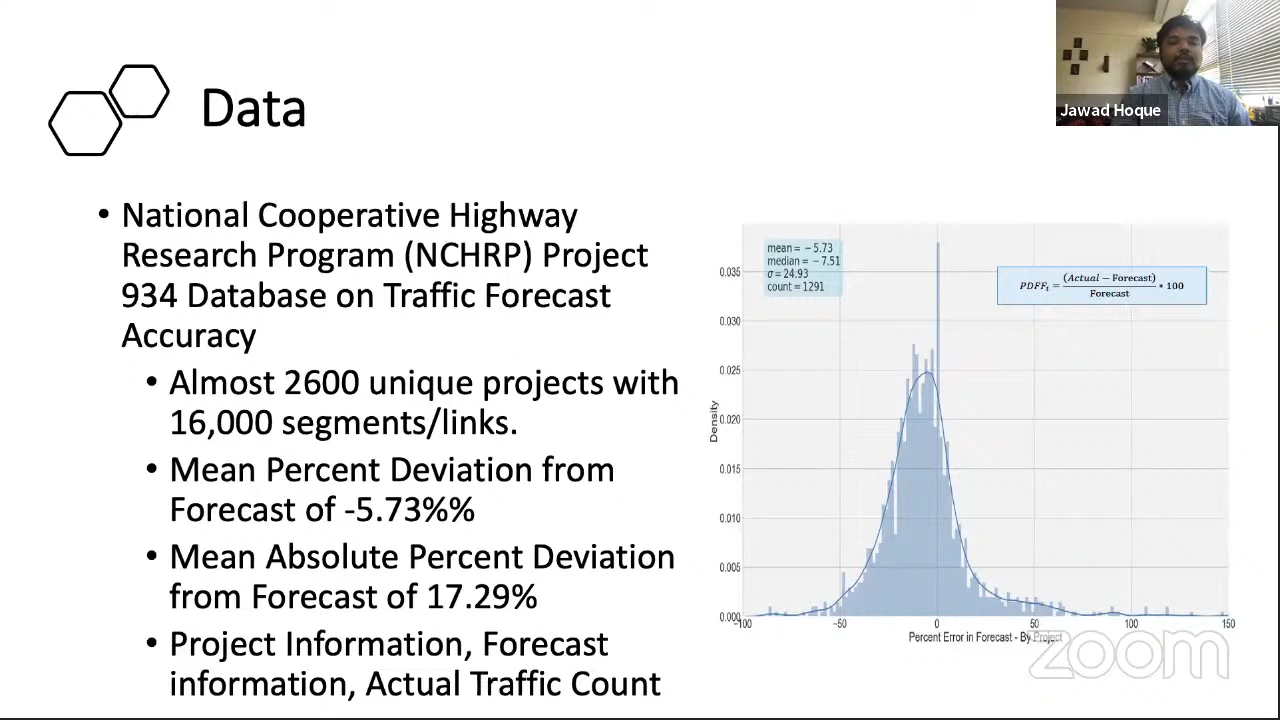 Data
• National Cooperative Highway
Research Program (NCHRP) Project
934 Database on Traffic Forecast
Accuracy
• Almost 2600 unique projects with
16,000 segments/links.
• Mean Percent Deviation from
Forecast of -5.73%%
• Mean Absolute Percent Deviation
from Forecast of 17.29%
• Project Information, Forecast
information, Actual Traffic Count
Jawad Hoque
mean = −5.73
median = −7.51
σ = 24.93
count = 1291
PDFFₜ = (Actual − Forecast) / Forecast * 100
Density
0.035
0.030
0.025
0.020
0.015
0.010
0.005
0.000
−100 −50 0 50 100 150
Percent Error in Forecast - By Project
zoom